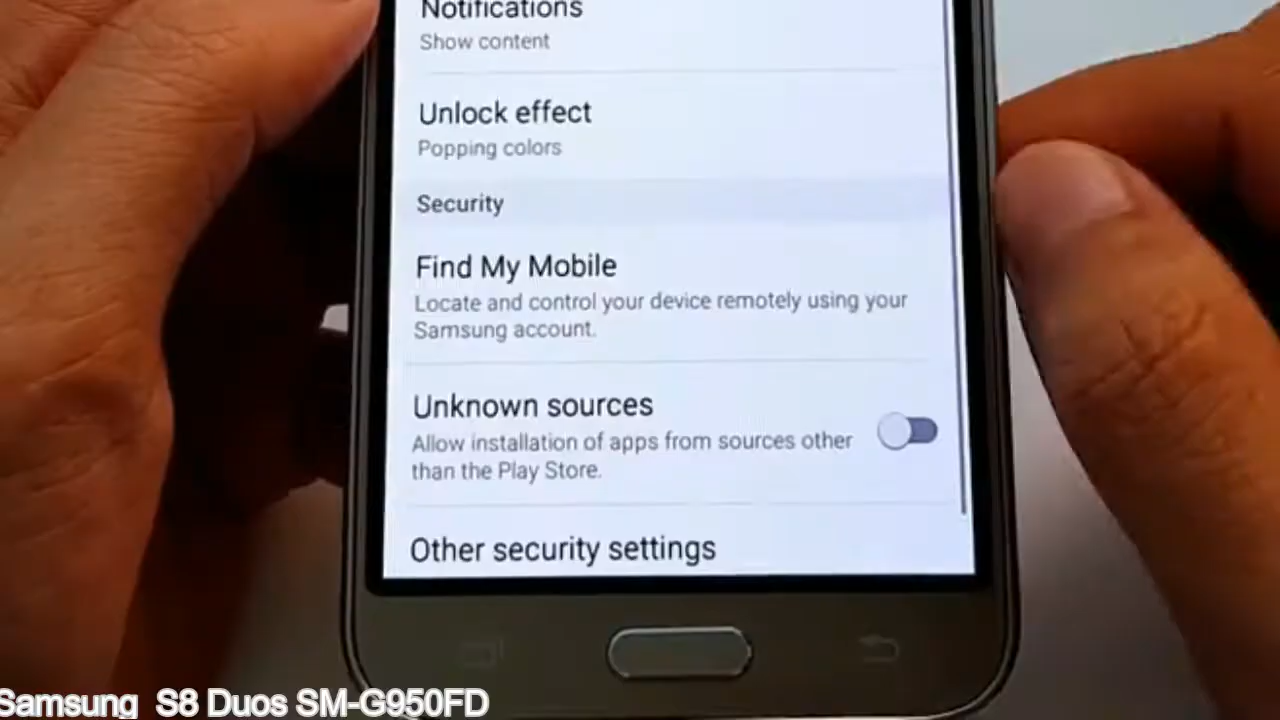 Notifications
Show content
Unlock effect
Popping colors
Security
Find My Mobile
Locate and control your device remotely using your
Samsung account.
Unknown sources
Allow installation of apps from sources other
than the Play Store.
Other security settings
Samsung S8 Duos SM-G950FD